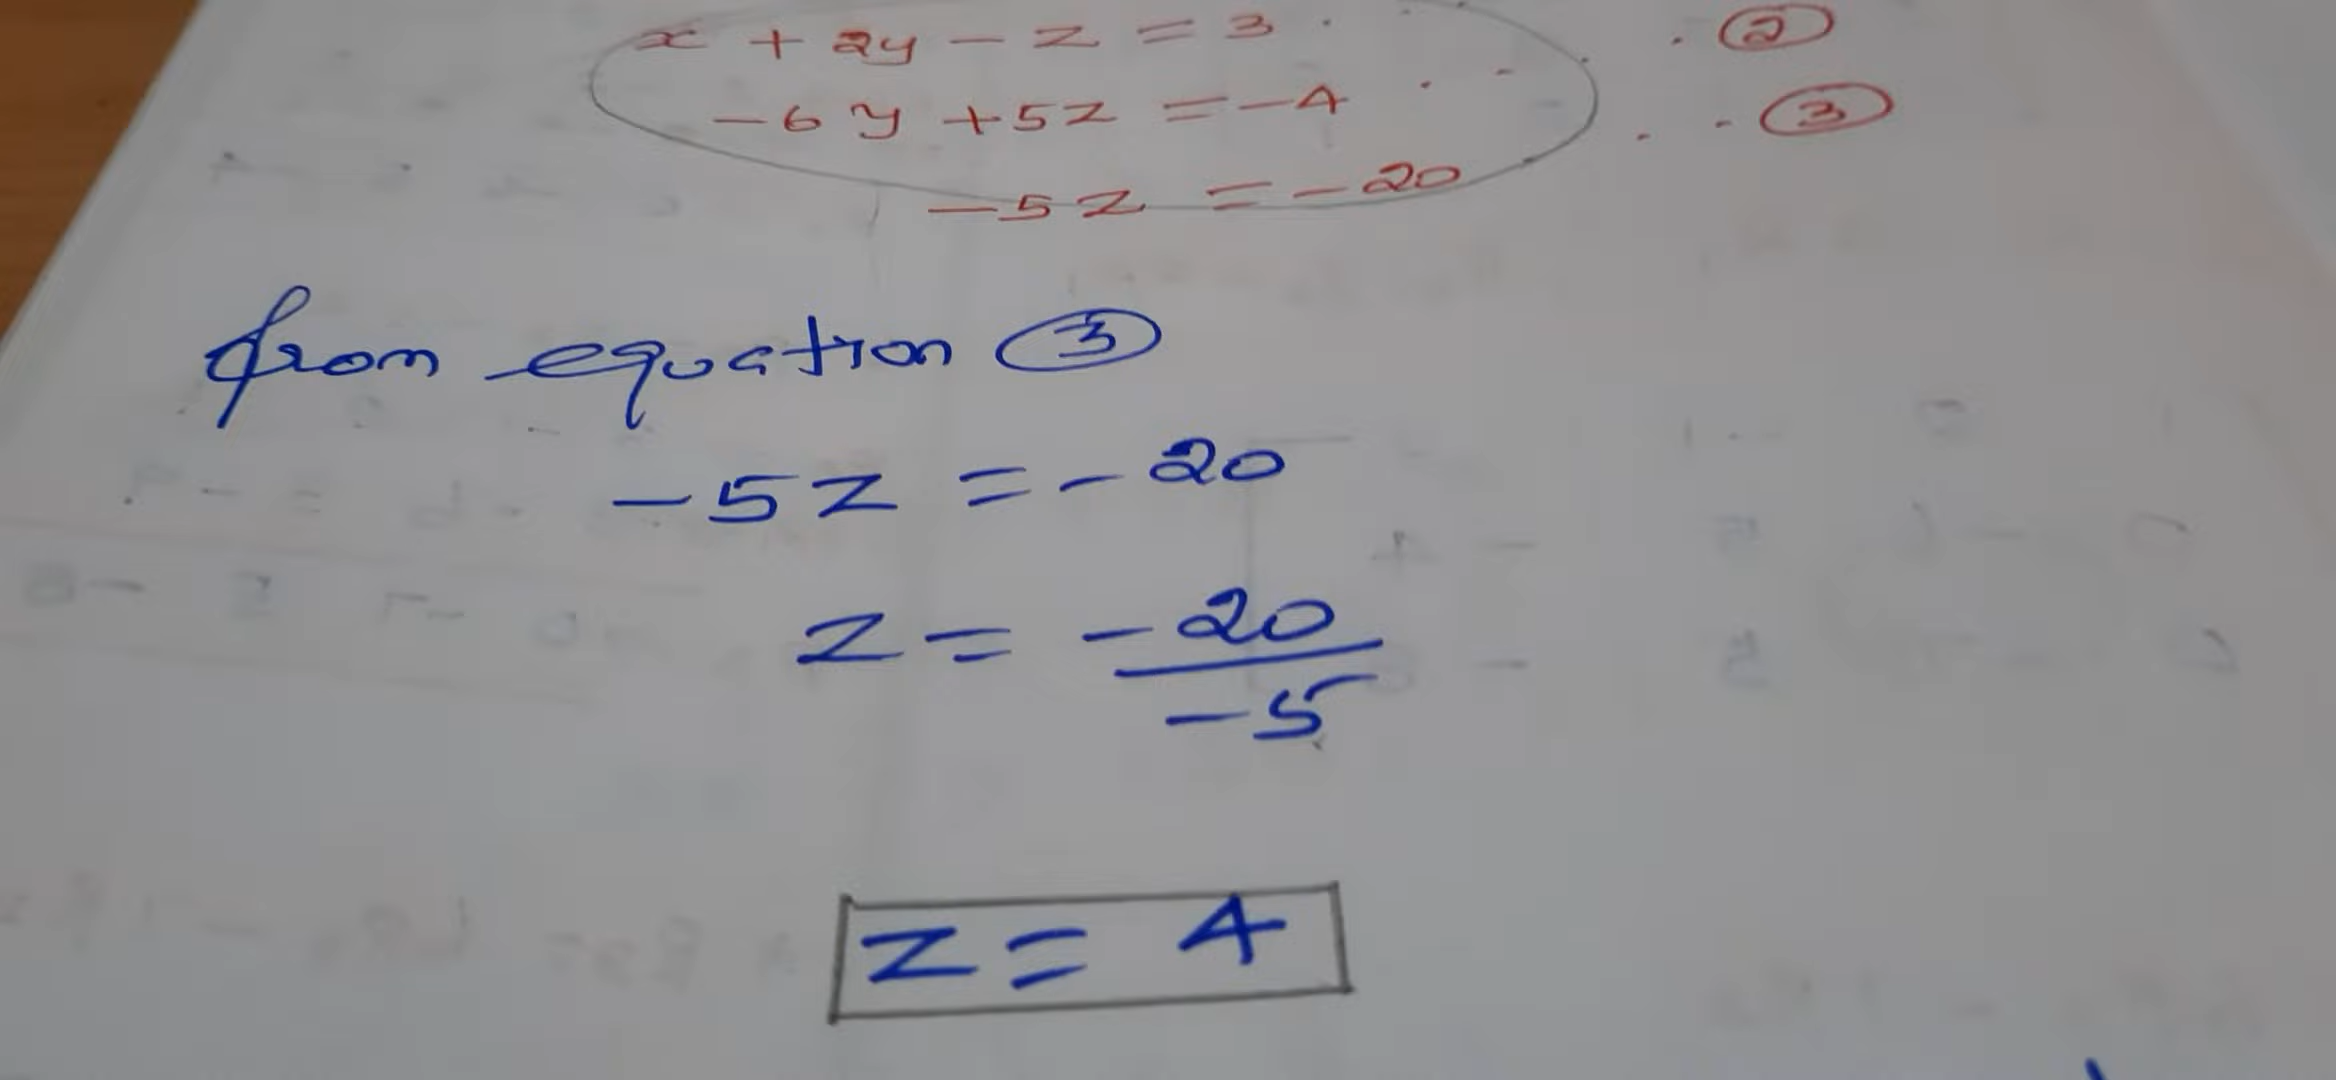 x + 2y - z = 3 . . . . ②
-6y + 5z = -4 . . . . ③
-5z = -20
from equation ③
-5z = -20
z = -20
-5
z = 4